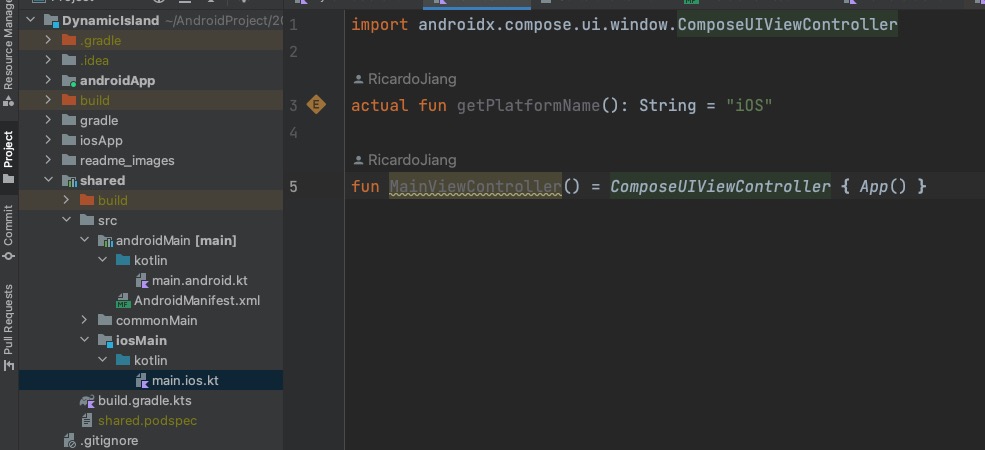 Project
DynamicIsland ~/AndroidProject/20
.gradle
.idea
androidApp
build
gradle
iosApp
readme_images
shared
build
src
androidMain [main]
kotlin
main.android.kt
AndroidManifest.xml
commonMain
iosMain
kotlin
main.ios.kt
build.gradle.kts
shared.podspec
.gitignore
Resource Manage
Project
Commit
Pull Requests
1 import androidx.compose.ui.window.ComposeUIViewController
2
RicardoJiang
3 E actual fun getPlatformName(): String = "iOS"
4
RicardoJiang
5 fun MainViewController() = ComposeUIViewController { App() }